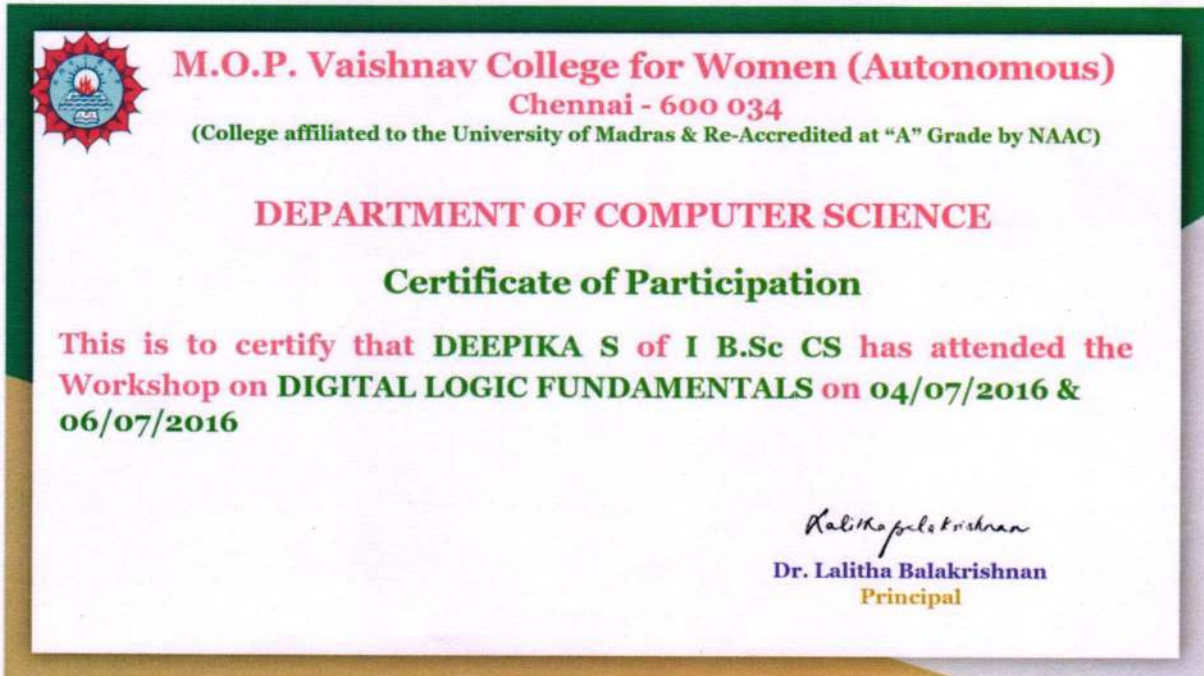 M.O.P. Vaishnav College for Women (Autonomous)
Chennai - 600 034
(College affiliated to the University of Madras & Re-Accredited at “A” Grade by NAAC)
DEPARTMENT OF COMPUTER SCIENCE
Certificate of Participation
This is to certify that DEEPIKA S of I B.Sc CS has attended the
Workshop on DIGITAL LOGIC FUNDAMENTALS on 04/07/2016 &
06/07/2016
Lalitha Balakrishnan
Dr. Lalitha Balakrishnan
Principal